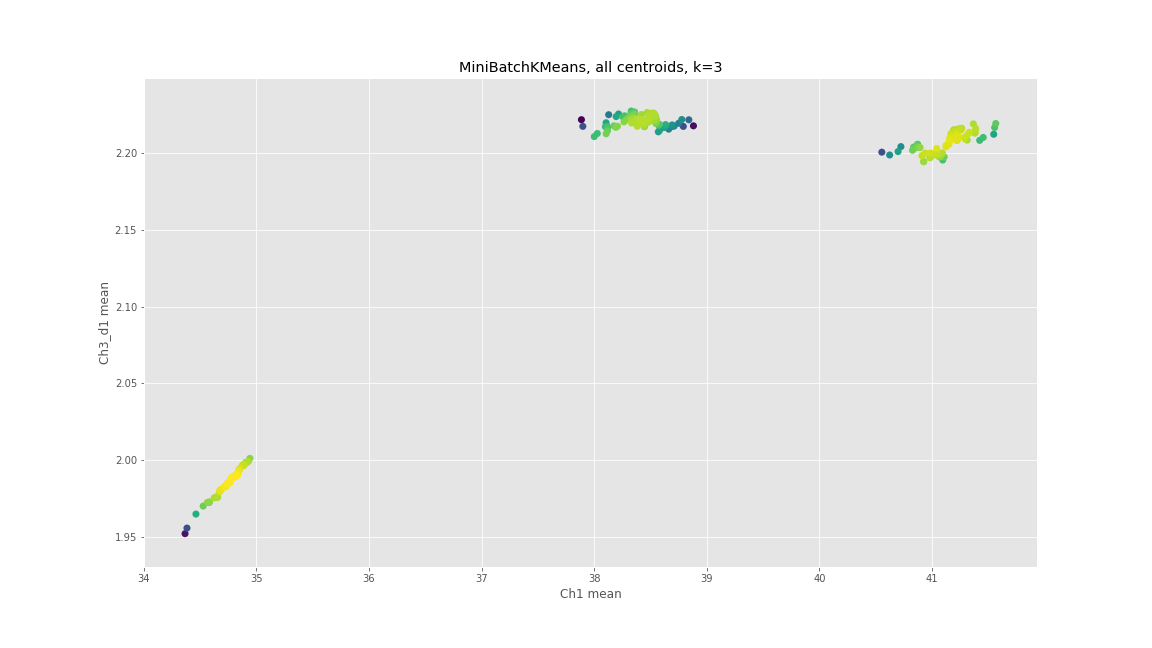 MiniBatchKMeans, all centroids, k=3
2.20
2.15
2.10
2.05
2.00
1.95
Ch3_d1 mean
34 35 36 37 38 39 40 41
Ch1 mean